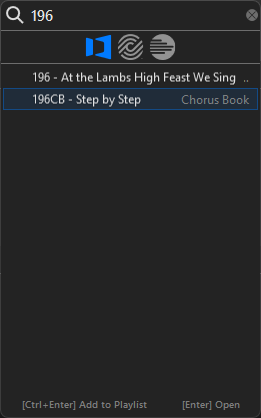 196
196 - At the Lambs High Feast We Sing ..
196CB - Step by Step Chorus Book
[Ctrl+Enter] Add to Playlist [Enter] Open